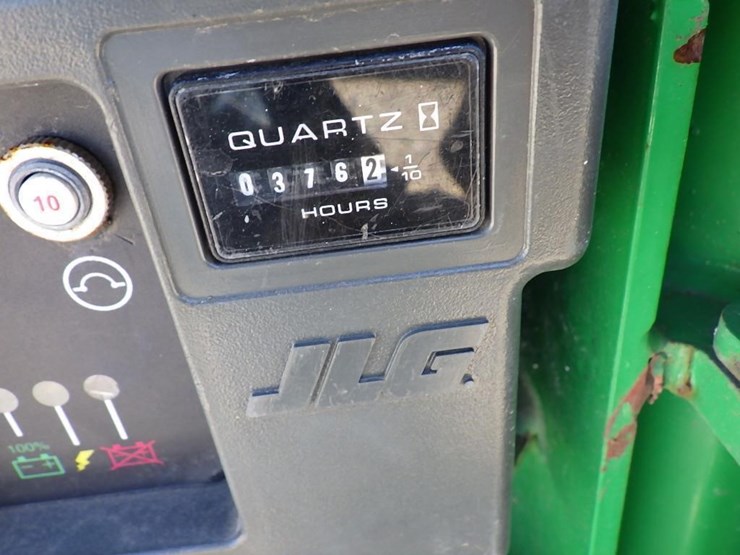 QUARTZ
0 3 7 6 2 1/10
HOURS
10
JLG
100%
- +